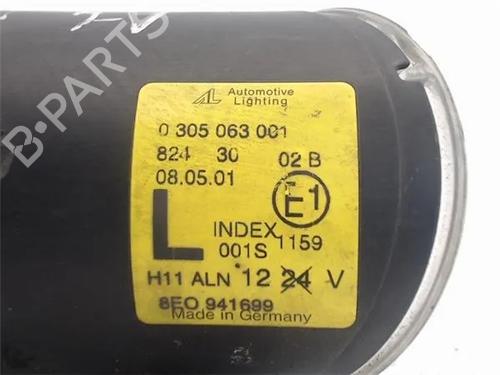 B-PARTS
AL Automotive
Lighting
0 305 063 001
824 30 02 B
08.05.01
E1
L INDEX 1159
001S
H11 ALN 12 24 V
8E0 941699
Made in Germany